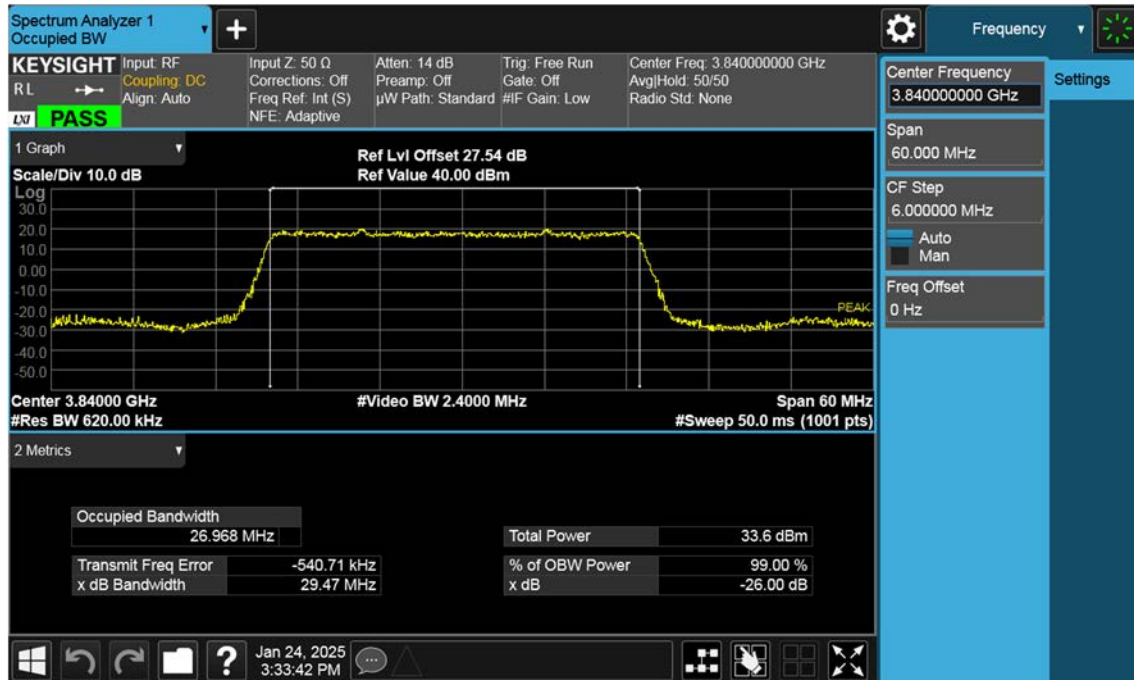 Spectrum Analyzer 1
Occupied BW
+
Frequency
KEYSIGHT
R L
LXI
PASS
Input: RF
Coupling: DC
Align: Auto
Input Z: 50 Ω
Corrections: Off
Freq Ref: Int (S)
NFE: Adaptive
Atten: 14 dB
Preamp: Off
µW Path: Standard
Trig: Free Run
Gate: Off
#IF Gain: Low
Center Freq: 3.840000000 GHz
Avg|Hold: 50/50
Radio Std: None
Center Frequency
3.840000000 GHz
Settings
Span
60.000 MHz
CF Step
6.000000 MHz
Auto
Man
Freq Offset
0 Hz
1 Graph
Ref Lvl Offset 27.54 dB
Scale/Div 10.0 dB
Ref Value 40.00 dBm
Log
30.0
20.0
10.0
0.00
-10.0
-20.0
-30.0
-40.0
-50.0
PEAK
Center 3.84000 GHz
#Video BW 2.4000 MHz
Span 60 MHz
#Res BW 620.00 kHz
#Sweep 50.0 ms (1001 pts)
2 Metrics
Occupied Bandwidth
26.968 MHz
Total Power 33.6 dBm
Transmit Freq Error -540.71 kHz
% of OBW Power 99.00 %
x dB Bandwidth 29.47 MHz
x dB -26.00 dB
?
Jan 24, 2025
3:33:42 PM